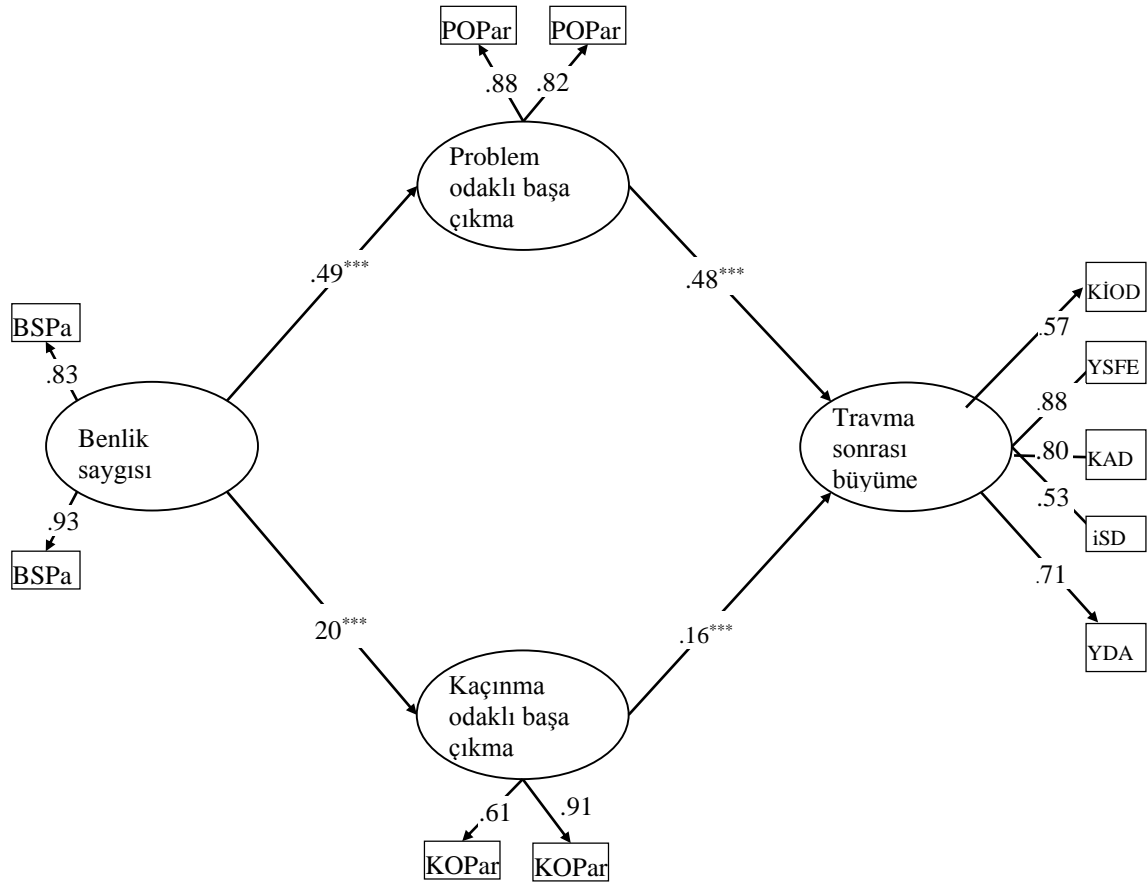 POPar POPar
.88 .82
Problem
odaklı başa
çıkma
.49***
.48***
KİOD
.57
BSPa
.83
YSFE
.88
Benlik
saygısı
Travma
sonrası
büyüme
.80
KAD
.93
.53
iSD
BSPa
.71
20***
.16***
YDA
Kaçınma
odaklı başa
çıkma
.61 .91
KOPar KOPar